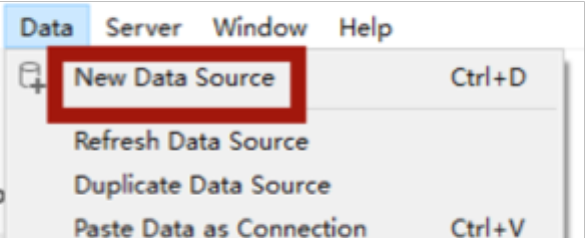 Data Server Window Help
New Data Source Ctrl+D
Refresh Data Source
Duplicate Data Source
Paste Data as Connection Ctrl+V